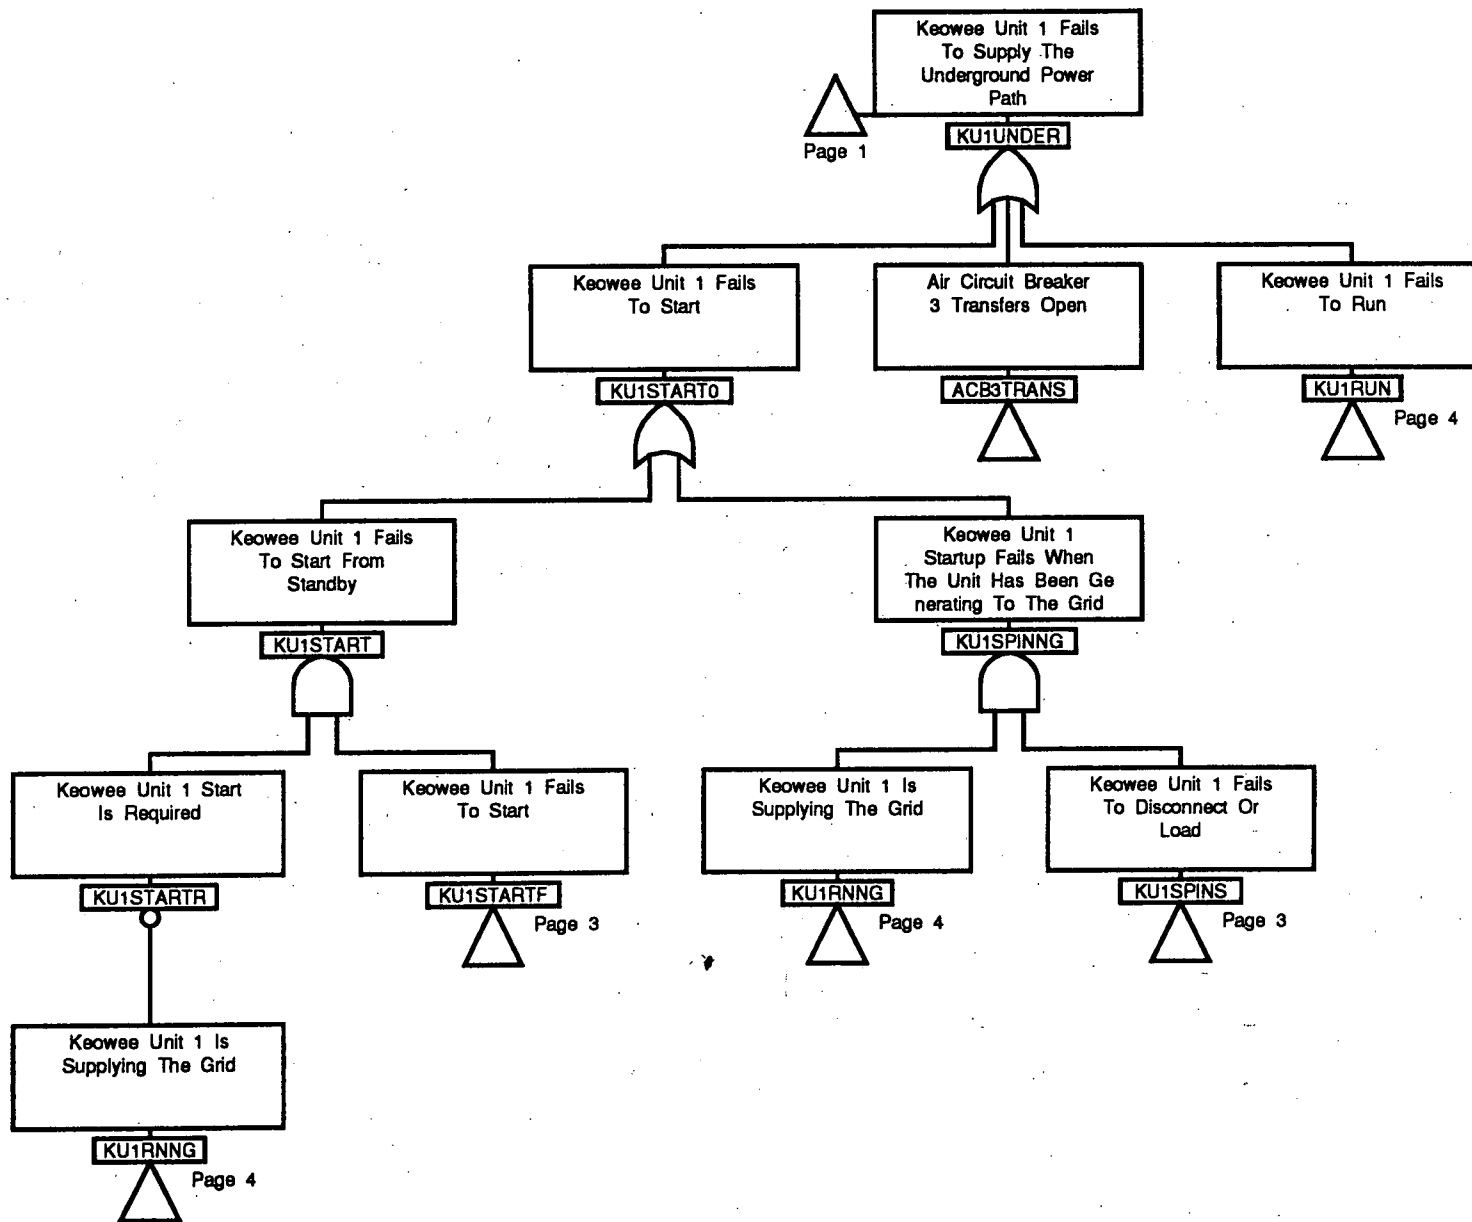 Keowee Unit 1 Fails
To Supply The
Underground Power
Path
Page 1
KU1UNDER
Keowee Unit 1 Fails
To Start
KU1START0
Air Circuit Breaker
3 Transfers Open
ACB3TRANS
Keowee Unit 1 Fails
To Run
KU1RUN
Page 4
Keowee Unit 1 Fails
To Start From
Standby
KU1START
Keowee Unit 1
Startup Fails When
The Unit Has Been Ge
nerating To The Grid
KU1SPINNG
Keowee Unit 1 Start
Is Required
KU1STARTR
Keowee Unit 1 Fails
To Start
KU1STARTF
Page 3
Keowee Unit 1 Is
Supplying The Grid
KU1RNNG
Page 4
Keowee Unit 1 Fails
To Disconnect Or
Load
KU1SPINS
Page 3
Keowee Unit 1 Is
Supplying The Grid
KU1RNNG
Page 4